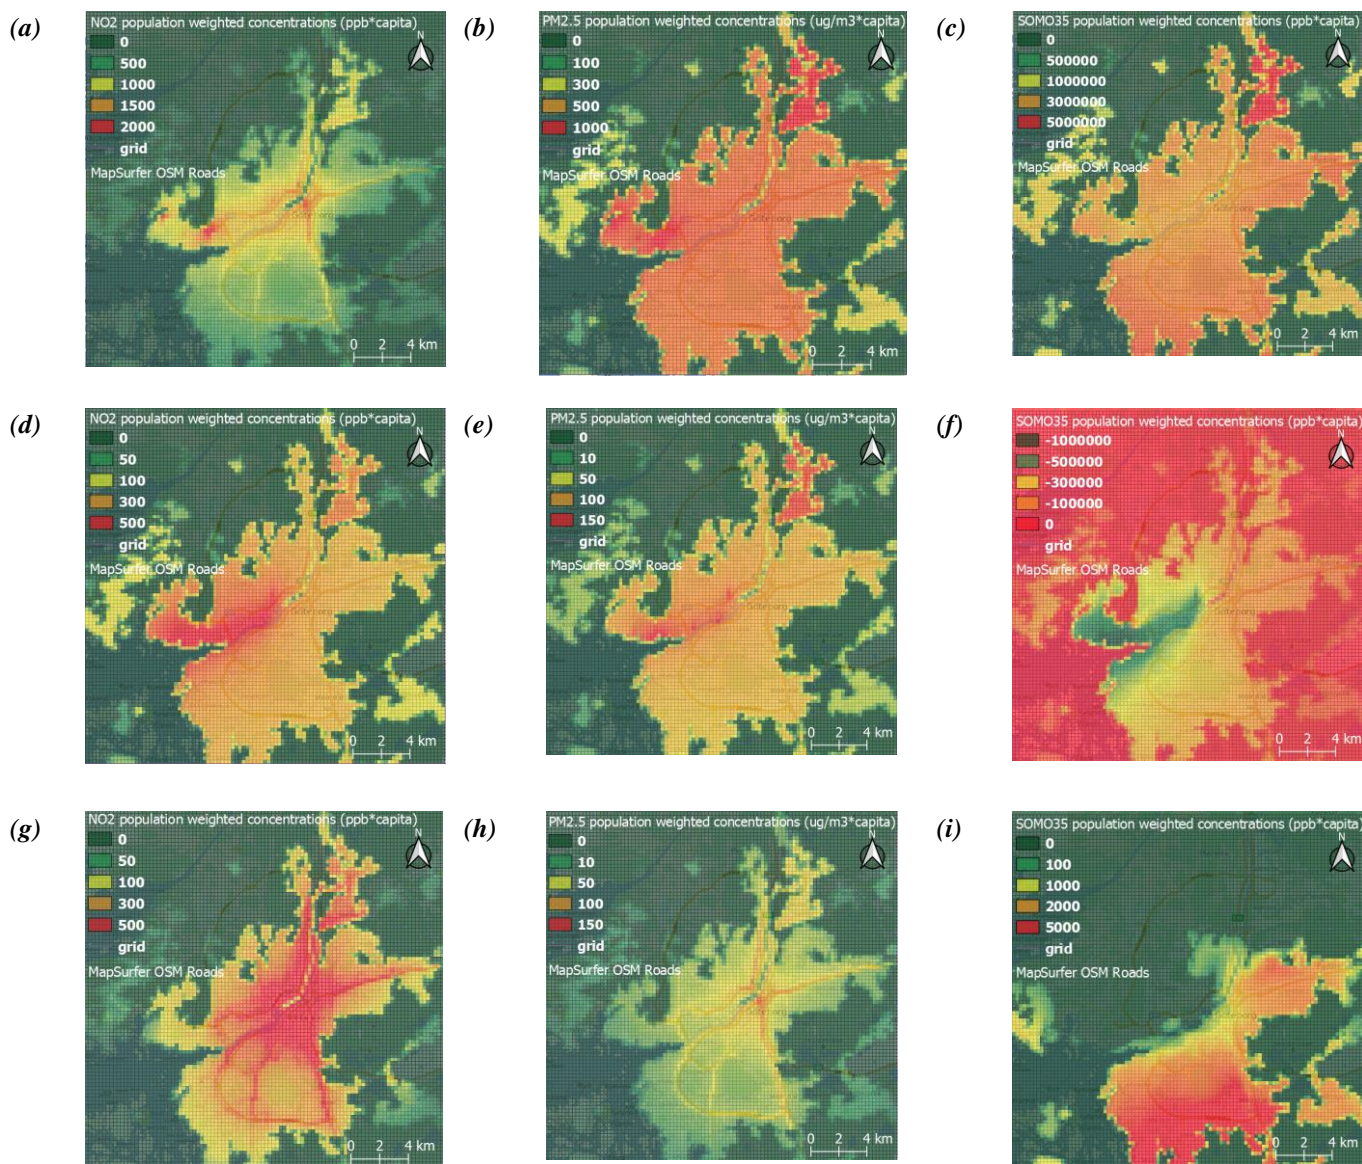 (a)
NO2 population weighted concentrations (ppb*capita)
0
500
1000
1500
2000
grid
MapSurfer OSM Roads
N
0 2 4 km
(b)
PM2.5 population weighted concentrations (ug/m3*capita)
0
100
300
500
1000
grid
MapSurfer OSM Roads
N
0 2 4 km
(c)
SOMO35 population weighted concentrations (ppb*capita)
0
500000
1000000
3000000
5000000
grid
MapSurfer OSM Roads
N
0 2 4 km
(d)
NO2 population weighted concentrations (ppb*capita)
0
50
100
300
500
grid
MapSurfer OSM Roads
N
0 2 4 km
(e)
PM2.5 population weighted concentrations (ug/m3*capita)
0
10
50
100
150
grid
MapSurfer OSM Roads
N
0 2 4 km
(f)
SOMO35 population weighted concentrations (ppb*capita)
-1000000
-500000
-300000
-100000
0
grid
MapSurfer OSM Roads
N
0 2 4 km
(g)
NO2 population weighted concentrations (ppb*capita)
0
50
100
300
500
grid
MapSurfer OSM Roads
N
0 2 4 km
(h)
PM2.5 population weighted concentrations (ug/m3*capita)
0
10
50
100
150
grid
MapSurfer OSM Roads
N
0 2 4 km
(i)
SOMO35 population weighted concentrations (ppb*capita)
0
100
1000
2000
5000
grid
MapSurfer OSM Roads
N
0 2 4 km